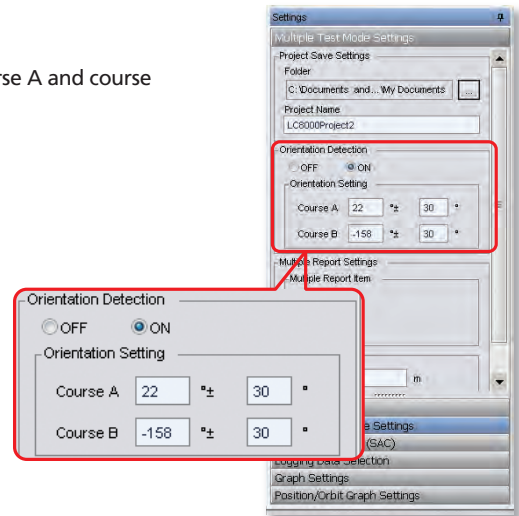 rse A and course
Settings
Multiple Test Mode Settings
Project Save Settings
Folder
C:\Documents and...\My Documents ...
Project Name
LC8000Project2
Orientation Detection
OFF ON
Orientation Setting
Course A 22 °± 30 °
Course B -158 °± 30 °
Multiple Report Settings
Multiple Report Item
m
Orientation Detection
OFF ON
Orientation Setting
Course A 22 °± 30 °
Course B -158 °± 30 °
e Settings
(SAC)
Logging Data Selection
Graph Settings
Position/Orbit Graph Settings